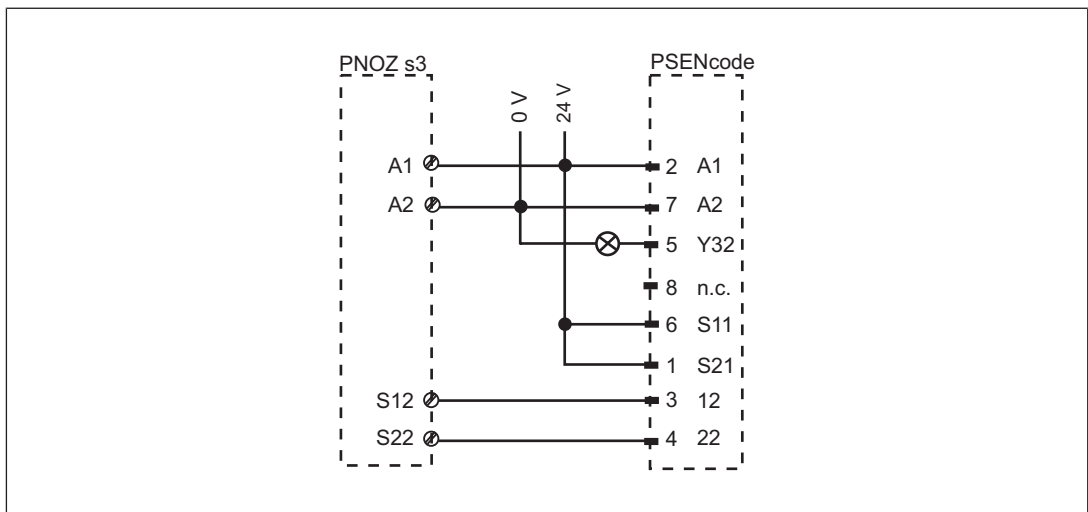 PNOZ s3 PSENcode
0 V
24 V
A1 2 A1
A2 7 A2
5 Y32
8 n.c.
6 S11
1 S21
S12 3 12
S22 4 22